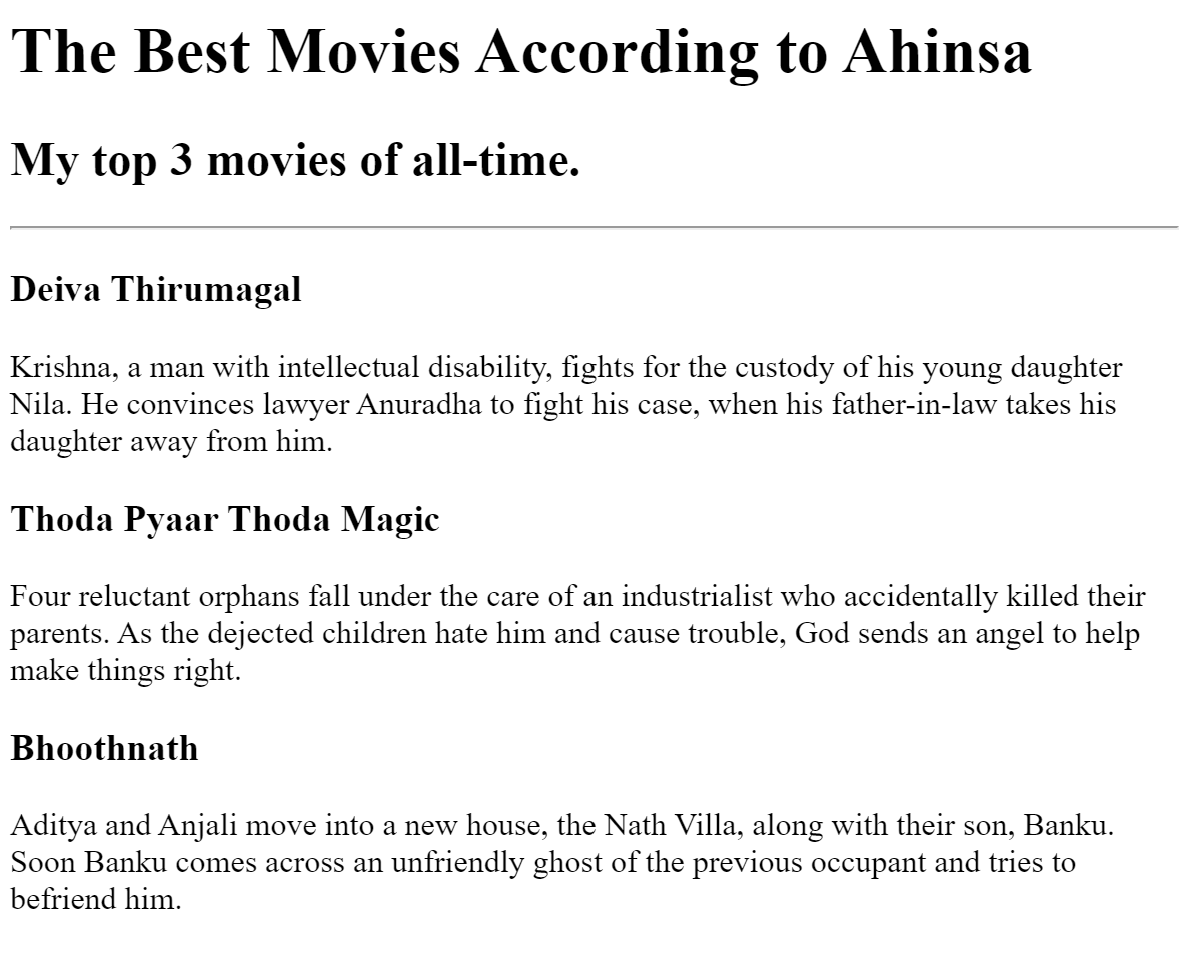 The Best Movies According to Ahinsa
My top 3 movies of all-time.
Deiva Thirumagal
Krishna, a man with intellectual disability, fights for the custody of his young daughter
Nila. He convinces lawyer Anuradha to fight his case, when his father-in-law takes his
daughter away from him.
Thoda Pyaar Thoda Magic
Four reluctant orphans fall under the care of an industrialist who accidentally killed their
parents. As the dejected children hate him and cause trouble, God sends an angel to help
make things right.
Bhoothnath
Aditya and Anjali move into a new house, the Nath Villa, along with their son, Banku.
Soon Banku comes across an unfriendly ghost of the previous occupant and tries to
befriend him.